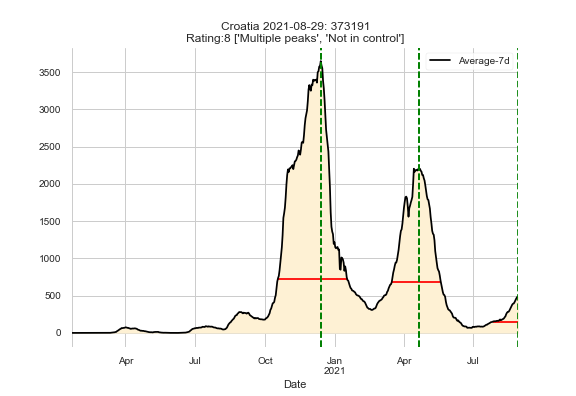 Croatia 2021-08-29: 373191
Rating:8 ['Multiple peaks', 'Not in control']
Average-7d
3500
3000
2500
2000
1500
1000
500
0
Apr
Jul
Oct
Jan
2021
Apr
Jul
Date